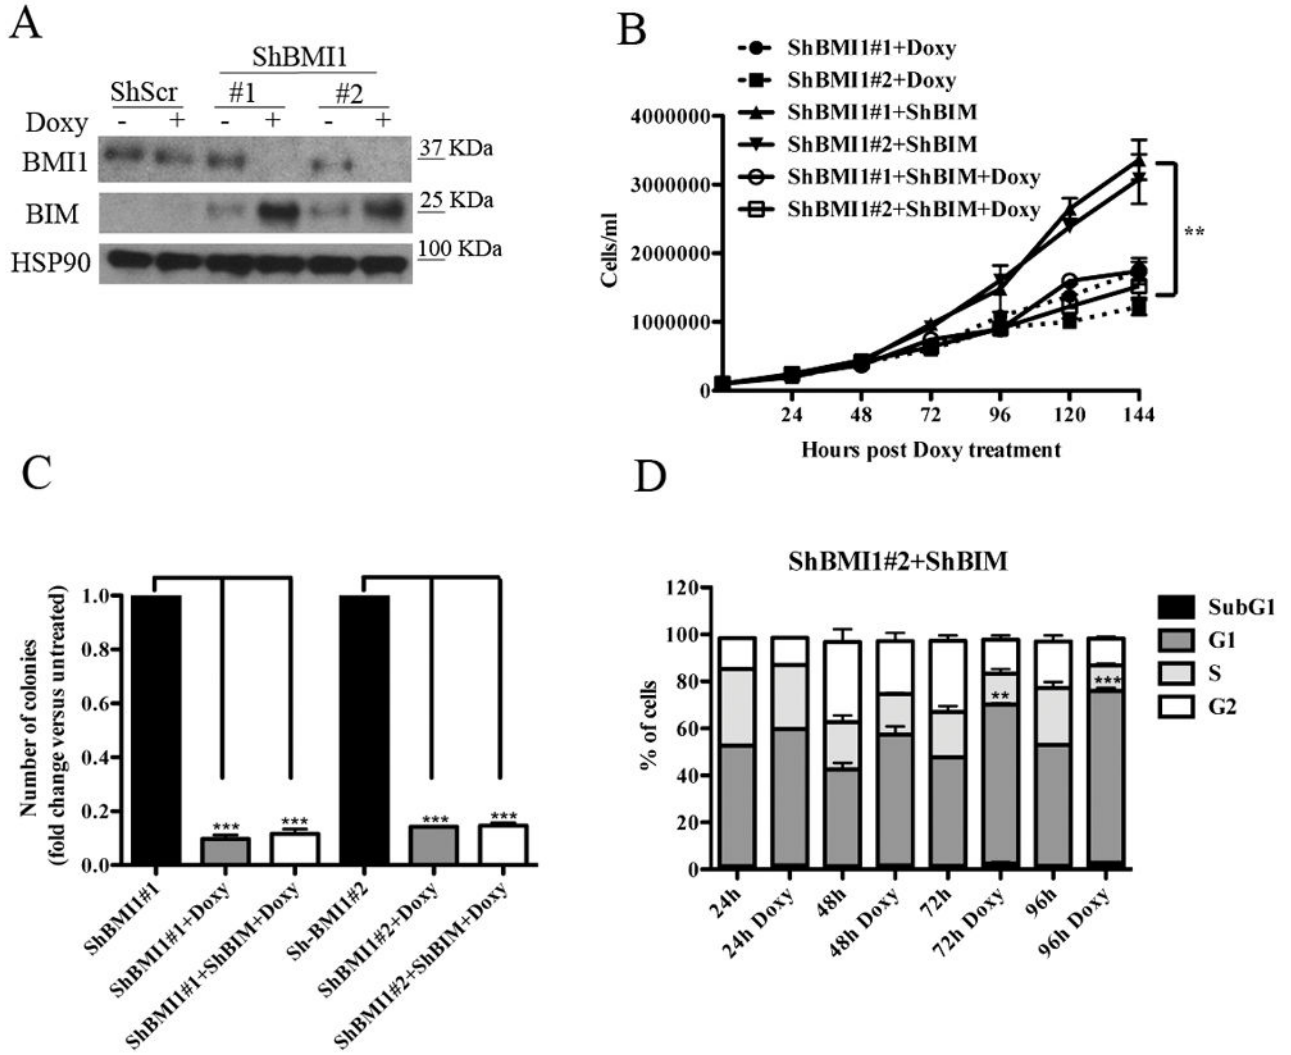 A
ShBMI1
ShScr #1 #2
Doxy - + - + - +
BMI1 37 KDa
BIM 25 KDa
HSP90 100 KDa
B
ShBMI1#1+Doxy
ShBMI1#2+Doxy
ShBMI1#1+ShBIM
ShBMI1#2+ShBIM
ShBMI1#1+ShBIM+Doxy
ShBMI1#2+ShBIM+Doxy
4000000
3000000
2000000
1000000
0
Cells/ml
**
24 48 72 96 120 144
Hours post Doxy treatment
C
Number of colonies
(fold change versus untreated)
1.0
0.8
0.6
0.4
0.2
0.0
*** *** *** ***
ShBMI1#1
ShBMI1#1+Doxy
ShBMI1#1+ShBIM+Doxy
Sh-BMI1#2
ShBMI1#2+Doxy
ShBMI1#2+ShBIM+Doxy
D
ShBMI1#2+ShBIM
120
100
80
60
40
20
0
% of cells
** ***
SubG1
G1
S
G2
24h
24h Doxy
48h
48h Doxy
72h
72h Doxy
96h
96h Doxy